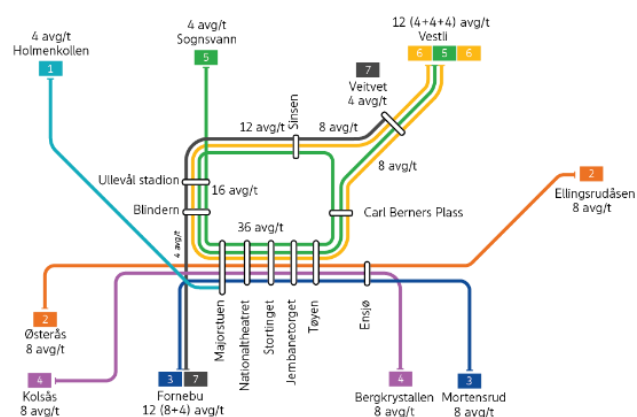 4 avg/t
Holmenkollen
1
4 avg/t
Sognsvann
5
12 (4+4+4) avg/t
Vestli
6 5 6
7
Veitvet
4 avg/t
Sinsen
12 avg/t
8 avg/t
8 avg/t
2
Ellingsrudåsen
8 avg/t
Ullevål stadion
16 avg/t
Blindern
Carl Berners Plass
36 avg/t
4 avg/t
Majorstuen
Nationaltheatret
Stortinget
Jernbanetorget
Tøyen
Ensjø
2
Østerås
8 avg/t
4
Kolsås
8 avg/t
3 7
Fornebu
12 (8+4) avg/t
4
Bergkrystallen
8 avg/t
3
Mortensrud
8 avg/t